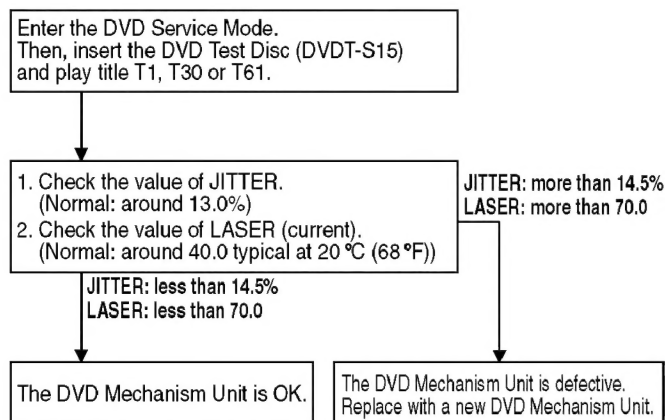 Enter the DVD Service Mode.
Then, insert the DVD Test Disc (DVDT-S15)
and play title T1, T30 or T61.
1. Check the value of JITTER.
(Normal: around 13.0%)
2. Check the value of LASER (current).
(Normal: around 40.0 typical at 20 °C (68 °F))
JITTER: more than 14.5%
LASER: more than 70.0
JITTER: less than 14.5%
LASER: less than 70.0
The DVD Mechanism Unit is OK.
The DVD Mechanism Unit is defective.
Replace with a new DVD Mechanism Unit.